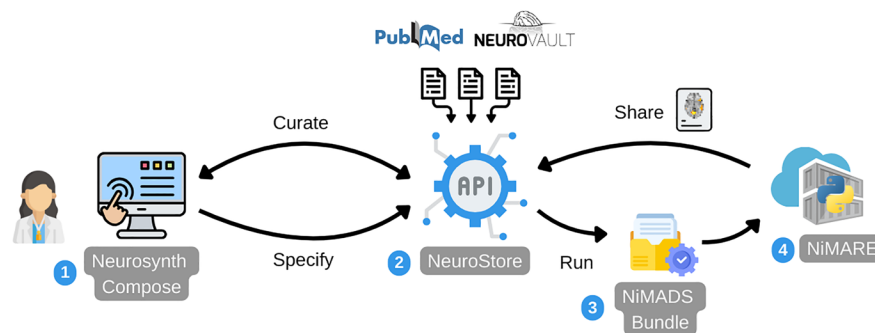 PubMed NEUROVAULT
Curate
Share
API
1 Neurosynth
Compose
Specify
2 NeuroStore
Run
3 NiMADS
Bundle
4 NiMARE